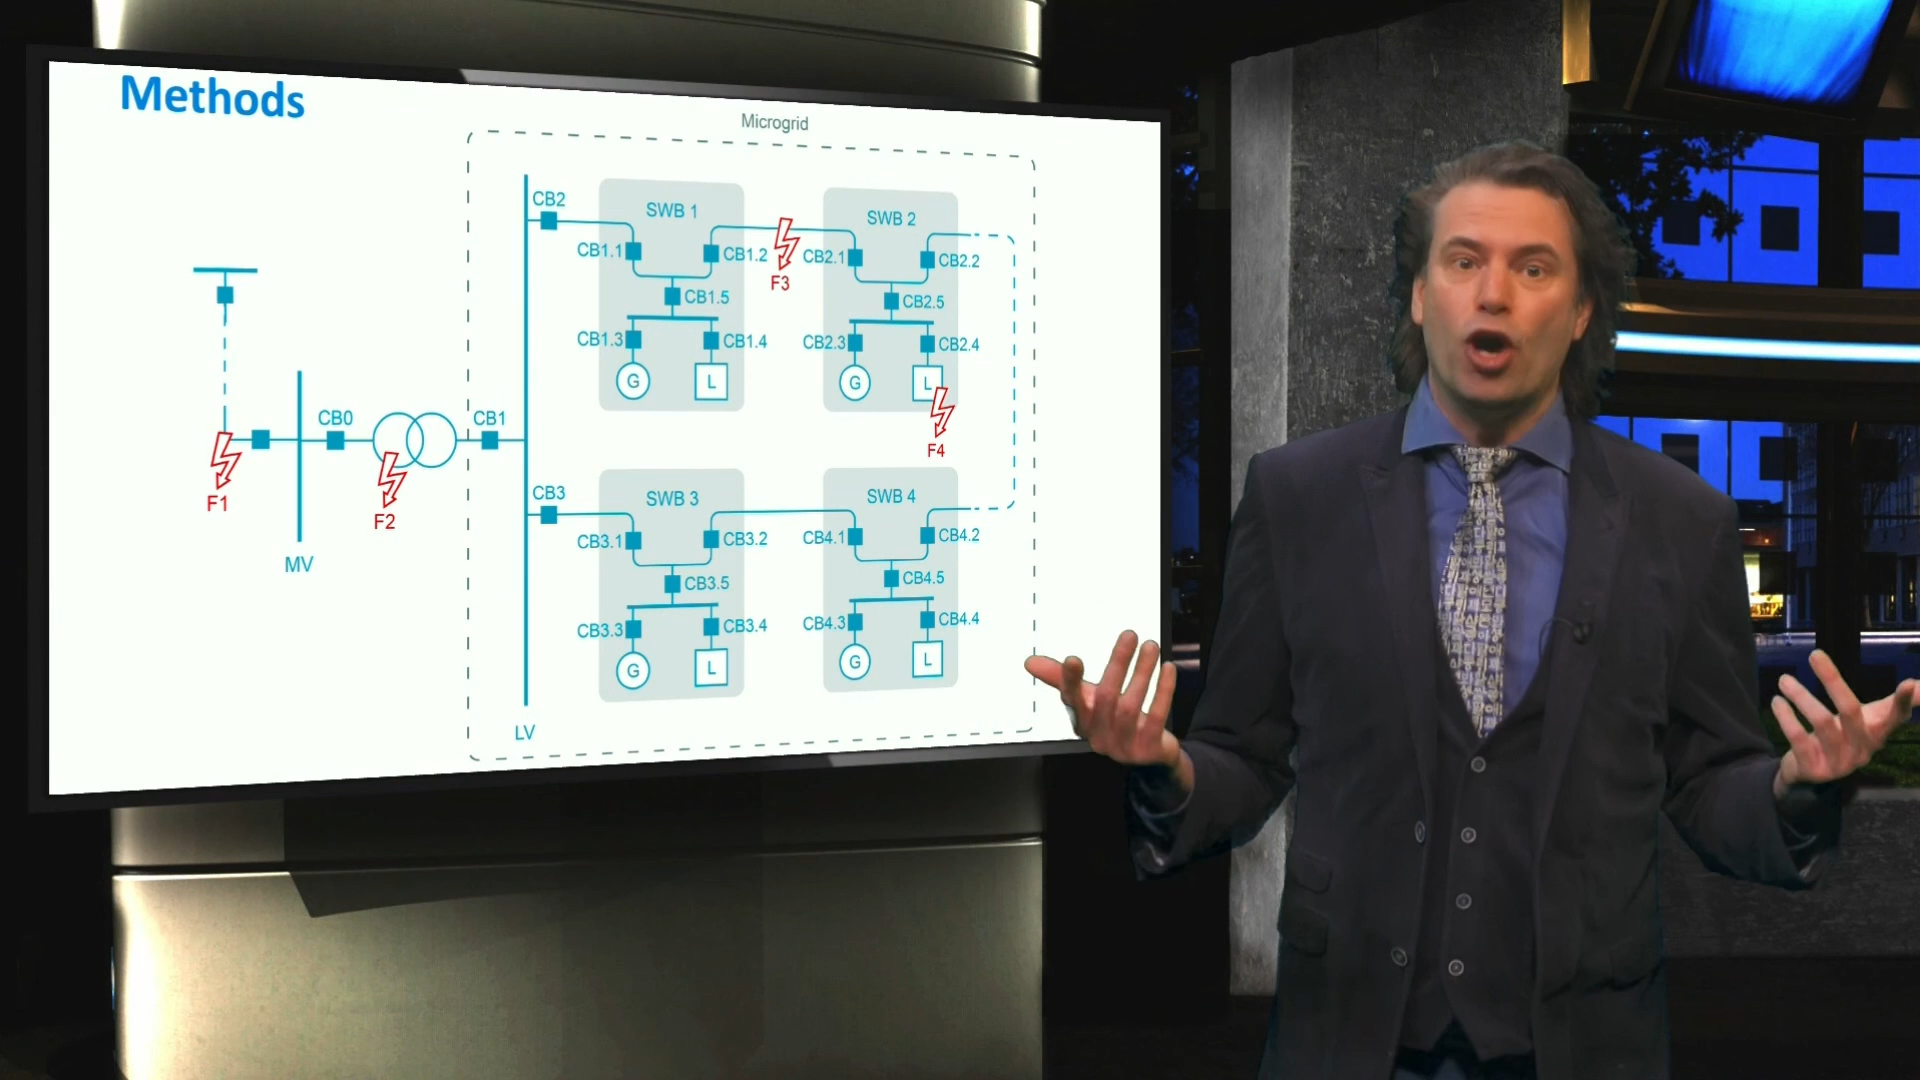 Methods
Microgrid
CB2
SWB 1
SWB 2
CB1.1
CB1.2
CB2.1
CB2.2
F3
CB1.5
CB2.5
CB1.3
CB1.4
CB2.3
CB2.4
G
L
G
L
F4
CB0
CB1
F1
F2
MV
CB3
SWB 3
SWB 4
CB3.1
CB3.2
CB4.1
CB4.2
CB3.5
CB4.5
CB3.3
CB3.4
CB4.3
CB4.4
G
L
G
L
LV